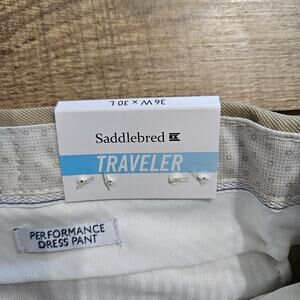 36W x 30L
Saddlebred
TRAVELER
PERFORMANCE
DRESS PANT